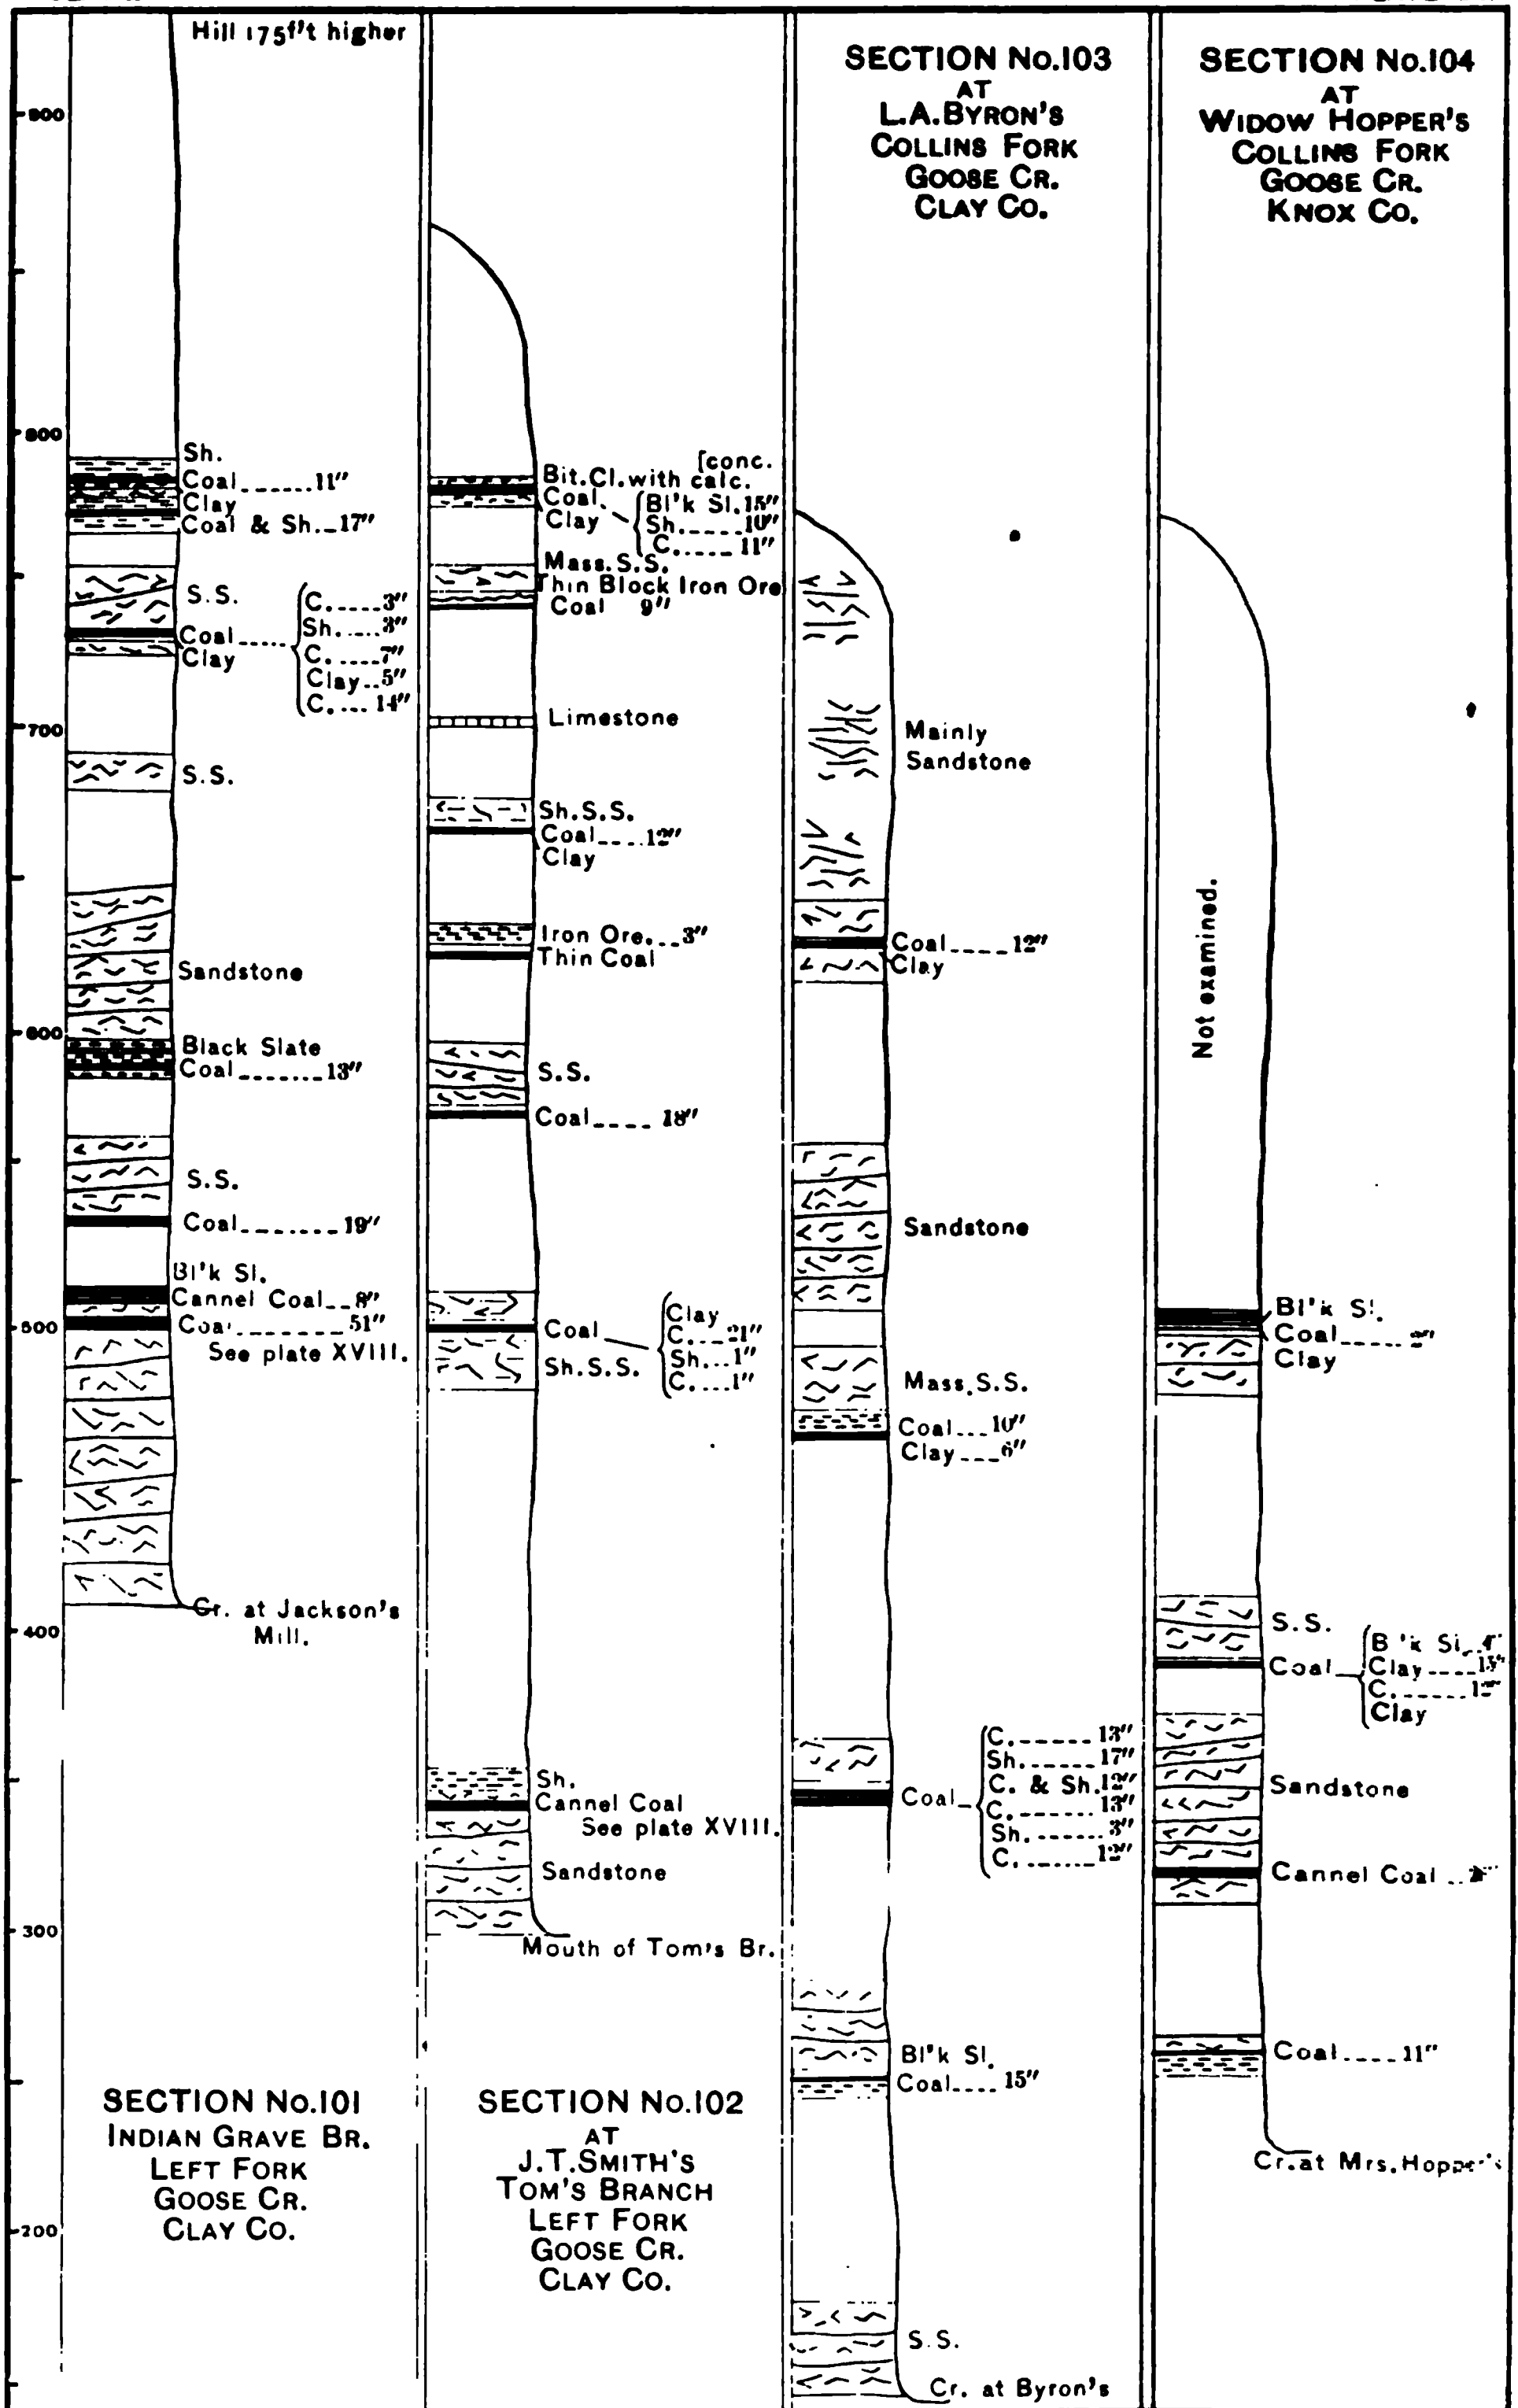 Hill 175f't higher
900
800
700
600
500
400
300
200
Sh.
Coal 11"
Clay
Coal & Sh. 17"
S.S.
Coal
Clay
C. 3"
Sh. 3"
C. 7"
Clay 5"
C. 14"
S.S.
Sandstone
Black Slate
Coal 13"
S.S.
Coal 19"
Bl'k Sl.
Cannel Coal 8"
Coal 51"
See plate XVIII.
Cr. at Jackson's
Mill.
SECTION No.101
INDIAN GRAVE BR.
LEFT FORK
GOOSE CR.
CLAY CO.
[conc.
Bit.Cl.with calc.
Coal.
Clay
Bl'k Sl. 15"
Sh. 10"
C. 11"
Mass. S.S.
Thin Block Iron Ore
Coal 9"
Limestone
Sh.S.S.
Coal 12"
Clay
Iron Ore. 3"
Thin Coal
S.S.
Coal 18"
Coal
Clay
C. 21"
Sh. 1"
C. 1"
Sh.S.S.
Sh.
Cannel Coal
See plate XVIII.
Sandstone
Mouth of Tom's Br.
SECTION No.102
AT
J.T.SMITH'S
TOM'S BRANCH
LEFT FORK
GOOSE CR.
CLAY CO.
SECTION No.103
AT
L.A.BYRON'S
COLLINS FORK
GOOSE CR.
CLAY CO.
Mainly
Sandstone
Coal 12"
Clay
Sandstone
Mass. S.S.
Coal 10"
Clay 6"
Coal
C. 13"
Sh. 17"
C. & Sh. 12"
C. 13"
Sh. 3"
C. 12"
Bl'k Sl.
Coal 15"
S.S.
Cr. at Byron's
SECTION No.104
AT
WIDOW HOPPER'S
COLLINS FORK
GOOSE CR.
KNOX CO.
Not examined.
Bl'k Sl.
Coal 2"
Clay
S.S.
Coal
Bl'k Sl.
Clay
C. 12"
Clay
Sandstone
Cannel Coal
Coal 11"
Cr.at Mrs.Hopper's